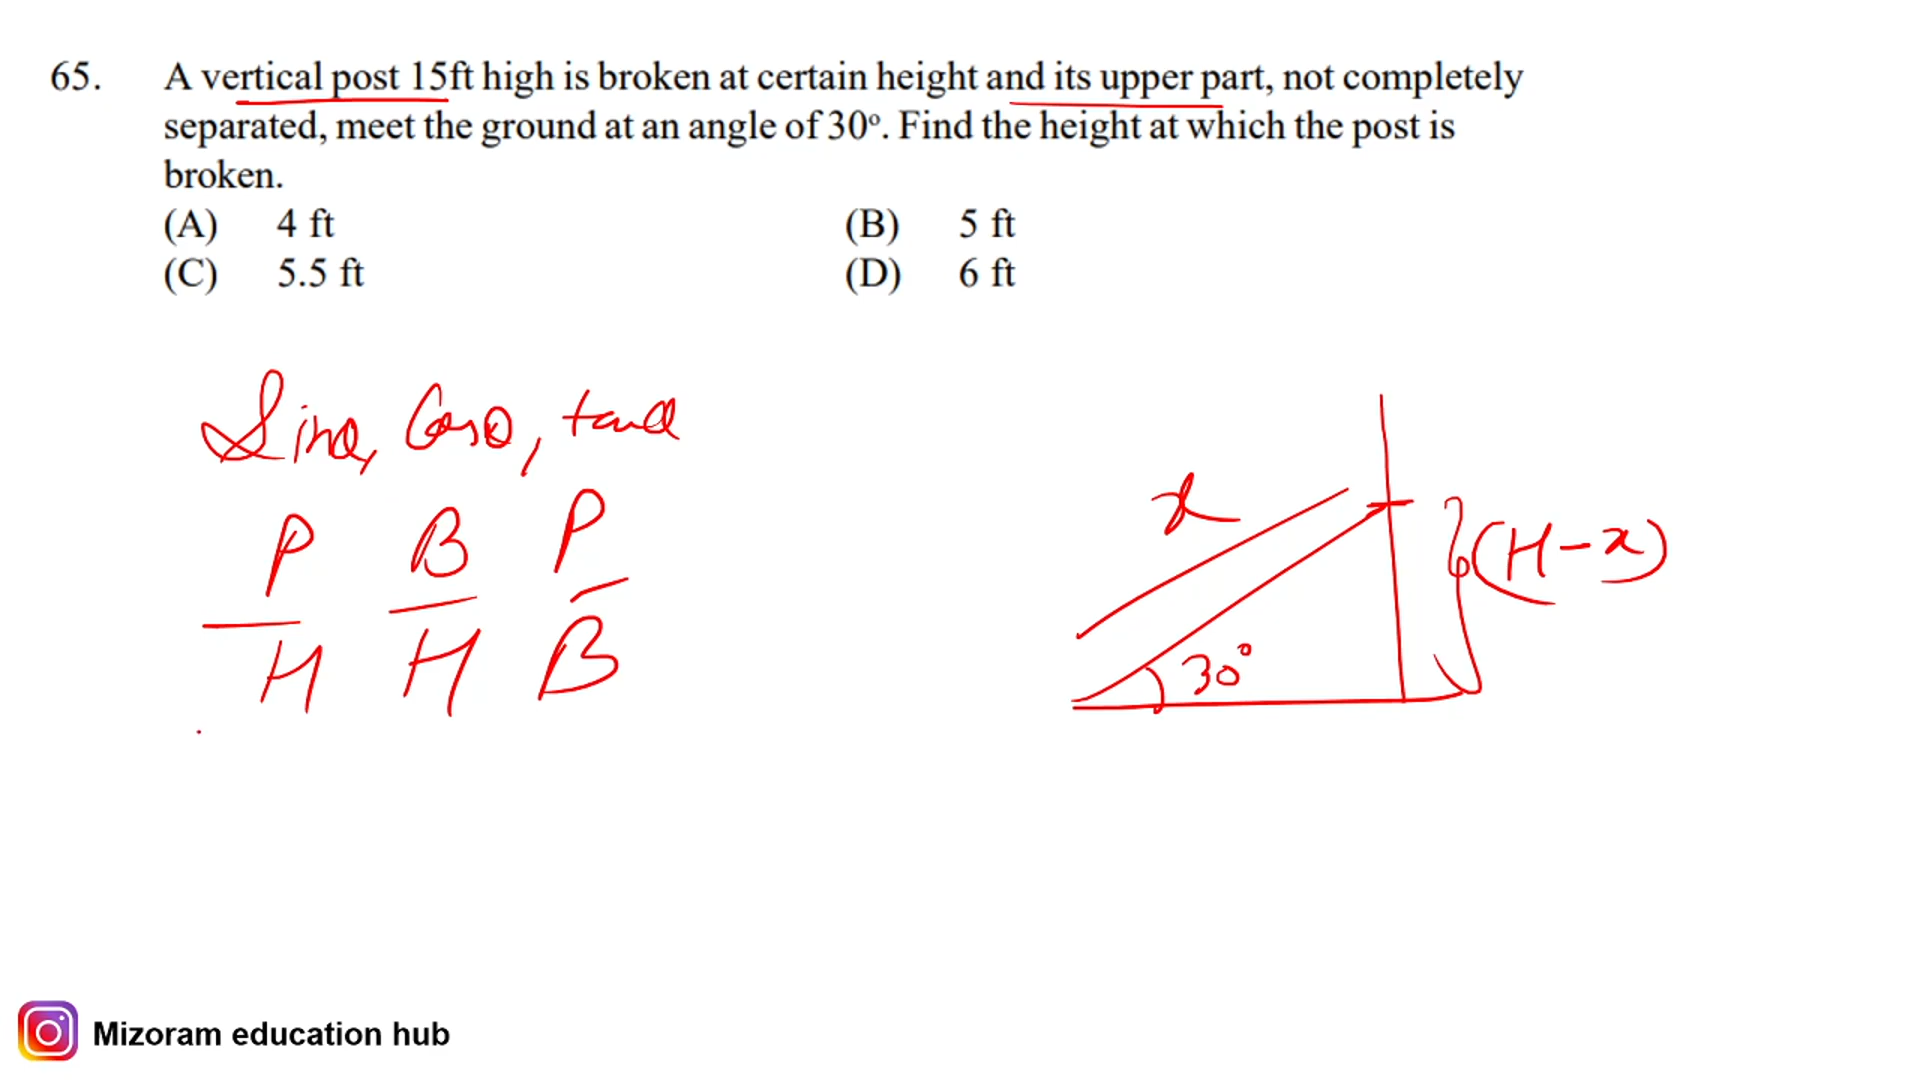 65. A vertical post 15ft high is broken at certain height and its upper part, not completely
separated, meet the ground at an angle of 30°. Find the height at which the post is
broken.
(A) 4 ft (B) 5 ft
(C) 5.5 ft (D) 6 ft
Sinθ, Cosθ, tanθ
P B P
H H B
x
(H-x)
30°
Mizoram education hub